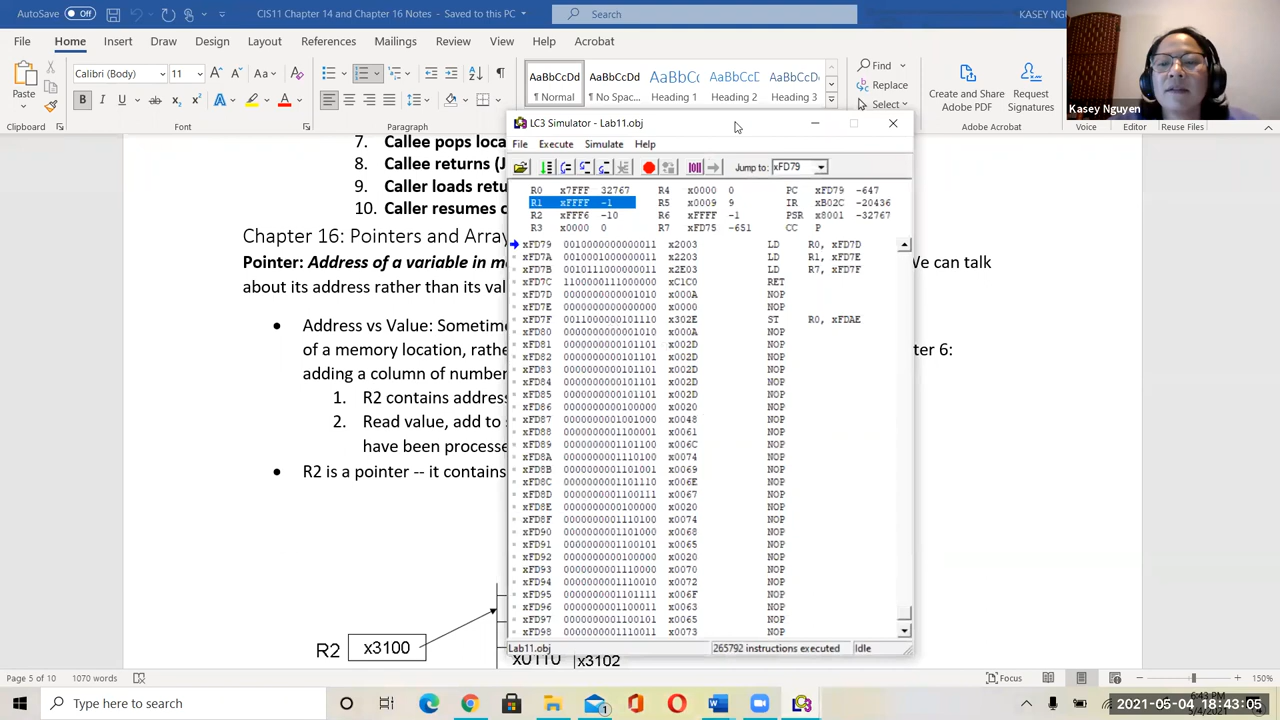 AutoSave Off CIS11 Chapter 14 and Chapter 16 Notes - Saved to this PC Search KASEY NGUYEN
File Home Insert Draw Design Layout References Mailings Review View Help Acrobat
Paste
Calibri (Body) 11
B I U
AaBbCcDd AaBbCcDd AaBbCc AaBbCcD AaBbCcI
Normal No Spac... Heading 1 Heading 2 Heading 3
Find
Replace
Select
Create and Share
Adobe PDF
Request
Signatures
Kasey Nguyen
Clipboard Font Paragraph Adobe Acrobat Voice Editor Reuse Files
7. Callee pops loca
8. Callee returns (J
9. Caller loads retu
10. Caller resumes c
Chapter 16: Pointers and Array
Pointer: Address of a variable in m We can talk
about its address rather than its val
Address vs Value: Sometime
of a memory location, rathe ter 6:
adding a column of number
1. R2 contains addres
2. Read value, add to s
have been processe
R2 is a pointer -- it contains
R2 x3100
x0110 x3102
LC3 Simulator - Lab11.obj
File Execute Simulate Help
Jump to: xFD79
R0 x7FFF 32767 R4 x0000 0 PC xFD79 -647
R1 xFFFF -1 R5 x0009 9 IR xB02C -20436
R2 xFFF6 -10 R6 xFFFF -1 PSR x8001 -32767
R3 x0000 0 R7 xFD75 -651 CC P
xFD79 0010000000000011 x2003 LD R0, xFD7D
xFD7A 0010001000000011 x2203 LD R1, xFD7E
xFD7B 0010111000000011 x2E03 LD R7, xFD7F
xFD7C 1100000111000000 xC1C0 RET
xFD7D 0000000000001010 x000A NOP
xFD7E 0000000000000000 x0000 NOP
xFD7F 0011000000101110 x302E ST R0, xFDAE
xFD80 0000000000001010 x000A NOP
xFD81 0000000000101101 x002D NOP
xFD82 0000000000101101 x002D NOP
xFD83 0000000000101101 x002D NOP
xFD84 0000000000101101 x002D NOP
xFD85 0000000000101101 x002D NOP
xFD86 0000000000100000 x0020 NOP
xFD87 0000000001001000 x0048 NOP
xFD88 0000000001100001 x0061 NOP
xFD89 0000000001101100 x006C NOP
xFD8A 0000000001110100 x0074 NOP
xFD8B 0000000001101001 x0069 NOP
xFD8C 0000000001101110 x006E NOP
xFD8D 0000000001100111 x0067 NOP
xFD8E 0000000000100000 x0020 NOP
xFD8F 0000000001110100 x0074 NOP
xFD90 0000000001101000 x0068 NOP
xFD91 0000000001100101 x0065 NOP
xFD92 0000000000100000 x0020 NOP
xFD93 0000000001110000 x0070 NOP
xFD94 0000000001110010 x0072 NOP
xFD95 0000000001101111 x006F NOP
xFD96 0000000001100011 x0063 NOP
xFD97 0000000001100101 x0065 NOP
xFD98 0000000001110011 x0073 NOP
Lab11.obj 265792 instructions executed Idle
Page 5 of 10 1070 words Focus 150%
Type here to search
2021-05-04 18:43:05